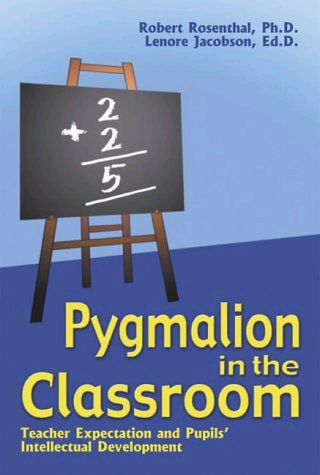 Robert Rosenthal, Ph.D.
Lenore Jacobson, Ed.D.
2
+ 2
5
Pygmalion
in the
Classroom
Teacher Expectation and Pupils'
Intellectual Development